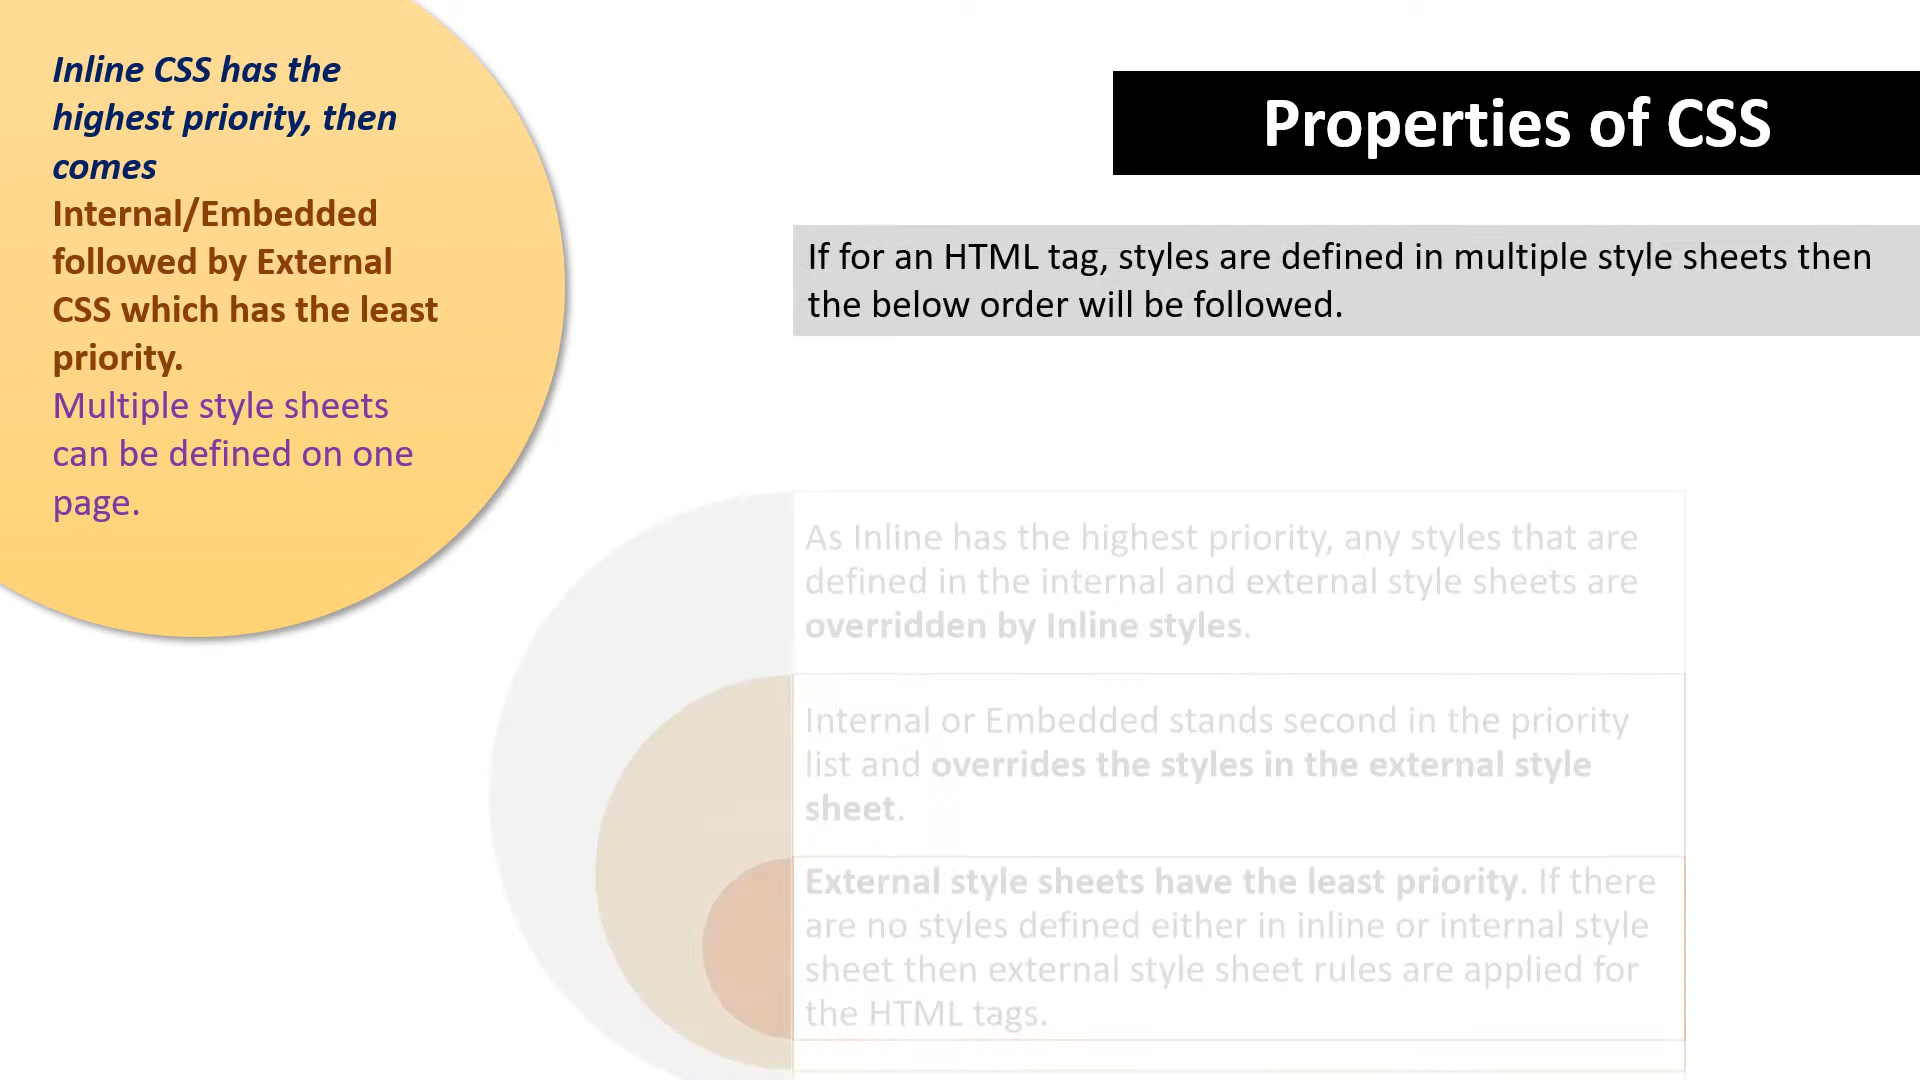 Inline CSS has the
highest priority, then
comes
Internal/Embedded
followed by External
CSS which has the least
priority.
Multiple style sheets
can be defined on one
page.
Properties of CSS
If for an HTML tag, styles are defined in multiple style sheets then
the below order will be followed.
As Inline has the highest priority, any styles that are
defined in the internal and external style sheets are
overridden by Inline styles.
Internal or Embedded stands second in the priority
list and overrides the styles in the external style
sheet.
External style sheets have the least priority. If there
are no styles defined either in inline or internal style
sheet then external style sheet rules are applied for
the HTML tags.